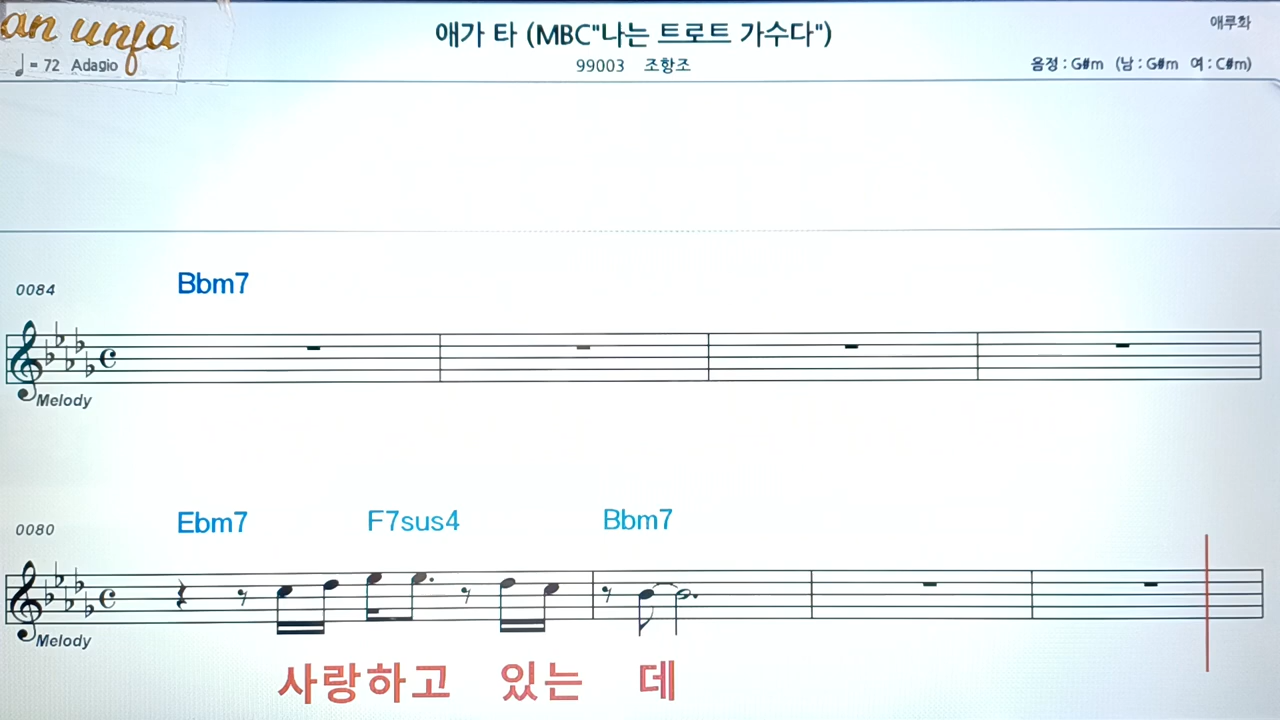 an unfa
애가 타 (MBC"나는 트로트 가수다")
애루화
♩ = 72 Adagio
99003 조항조
음정 : G#m (남 : G#m 여 : C#m)
0084
Bbm7
Melody
0080
Ebm7 F7sus4 Bbm7
Melody
사랑하고 있는 데